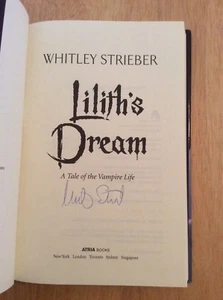 WHITLEY STRIEBER
Lilith's
Dream
A Tale of the Vampire Life
ATRIA BOOKS
New York London Toronto Sydney Singapore